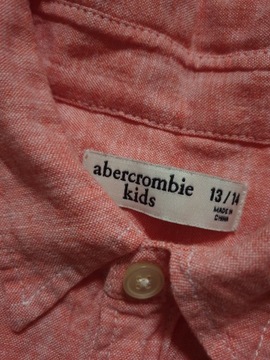 abercrombie
kids
13/14
MADE IN
CHINA